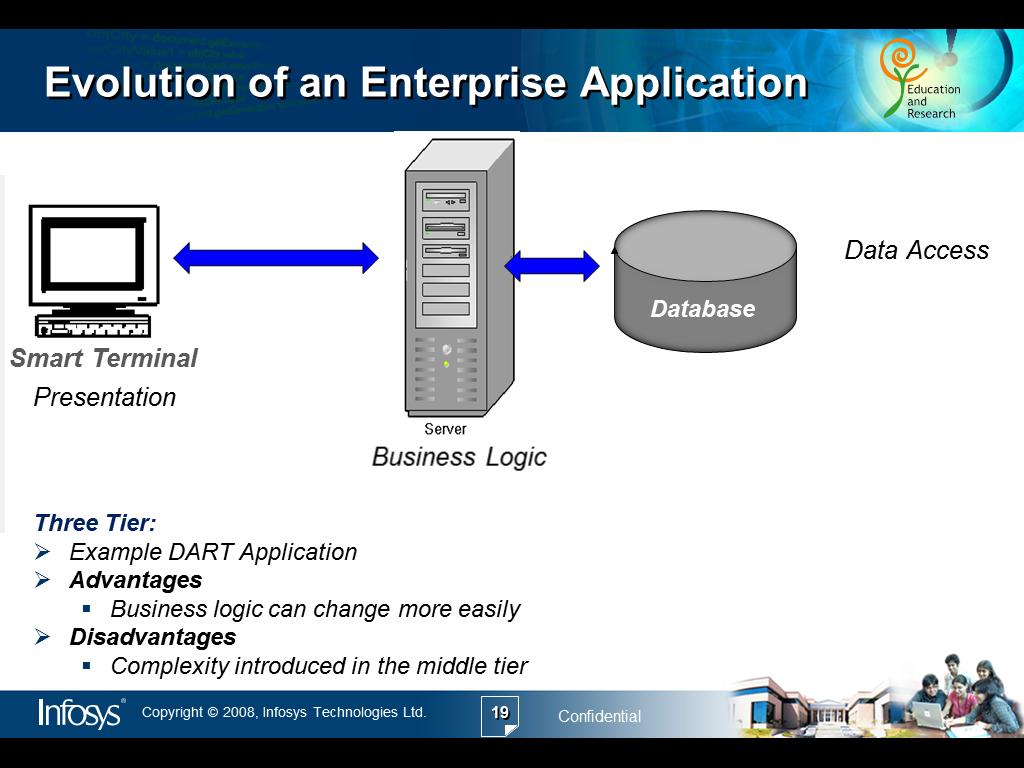 Evolution of an Enterprise Application
Education
and
Research
Data Access
Database
Smart Terminal
Presentation
Server
Business Logic
Three Tier:
Example DART Application
Advantages
Business logic can change more easily
Disadvantages
Complexity introduced in the middle tier
Infosys®
Copyright © 2008, Infosys Technologies Ltd.
19
Confidential